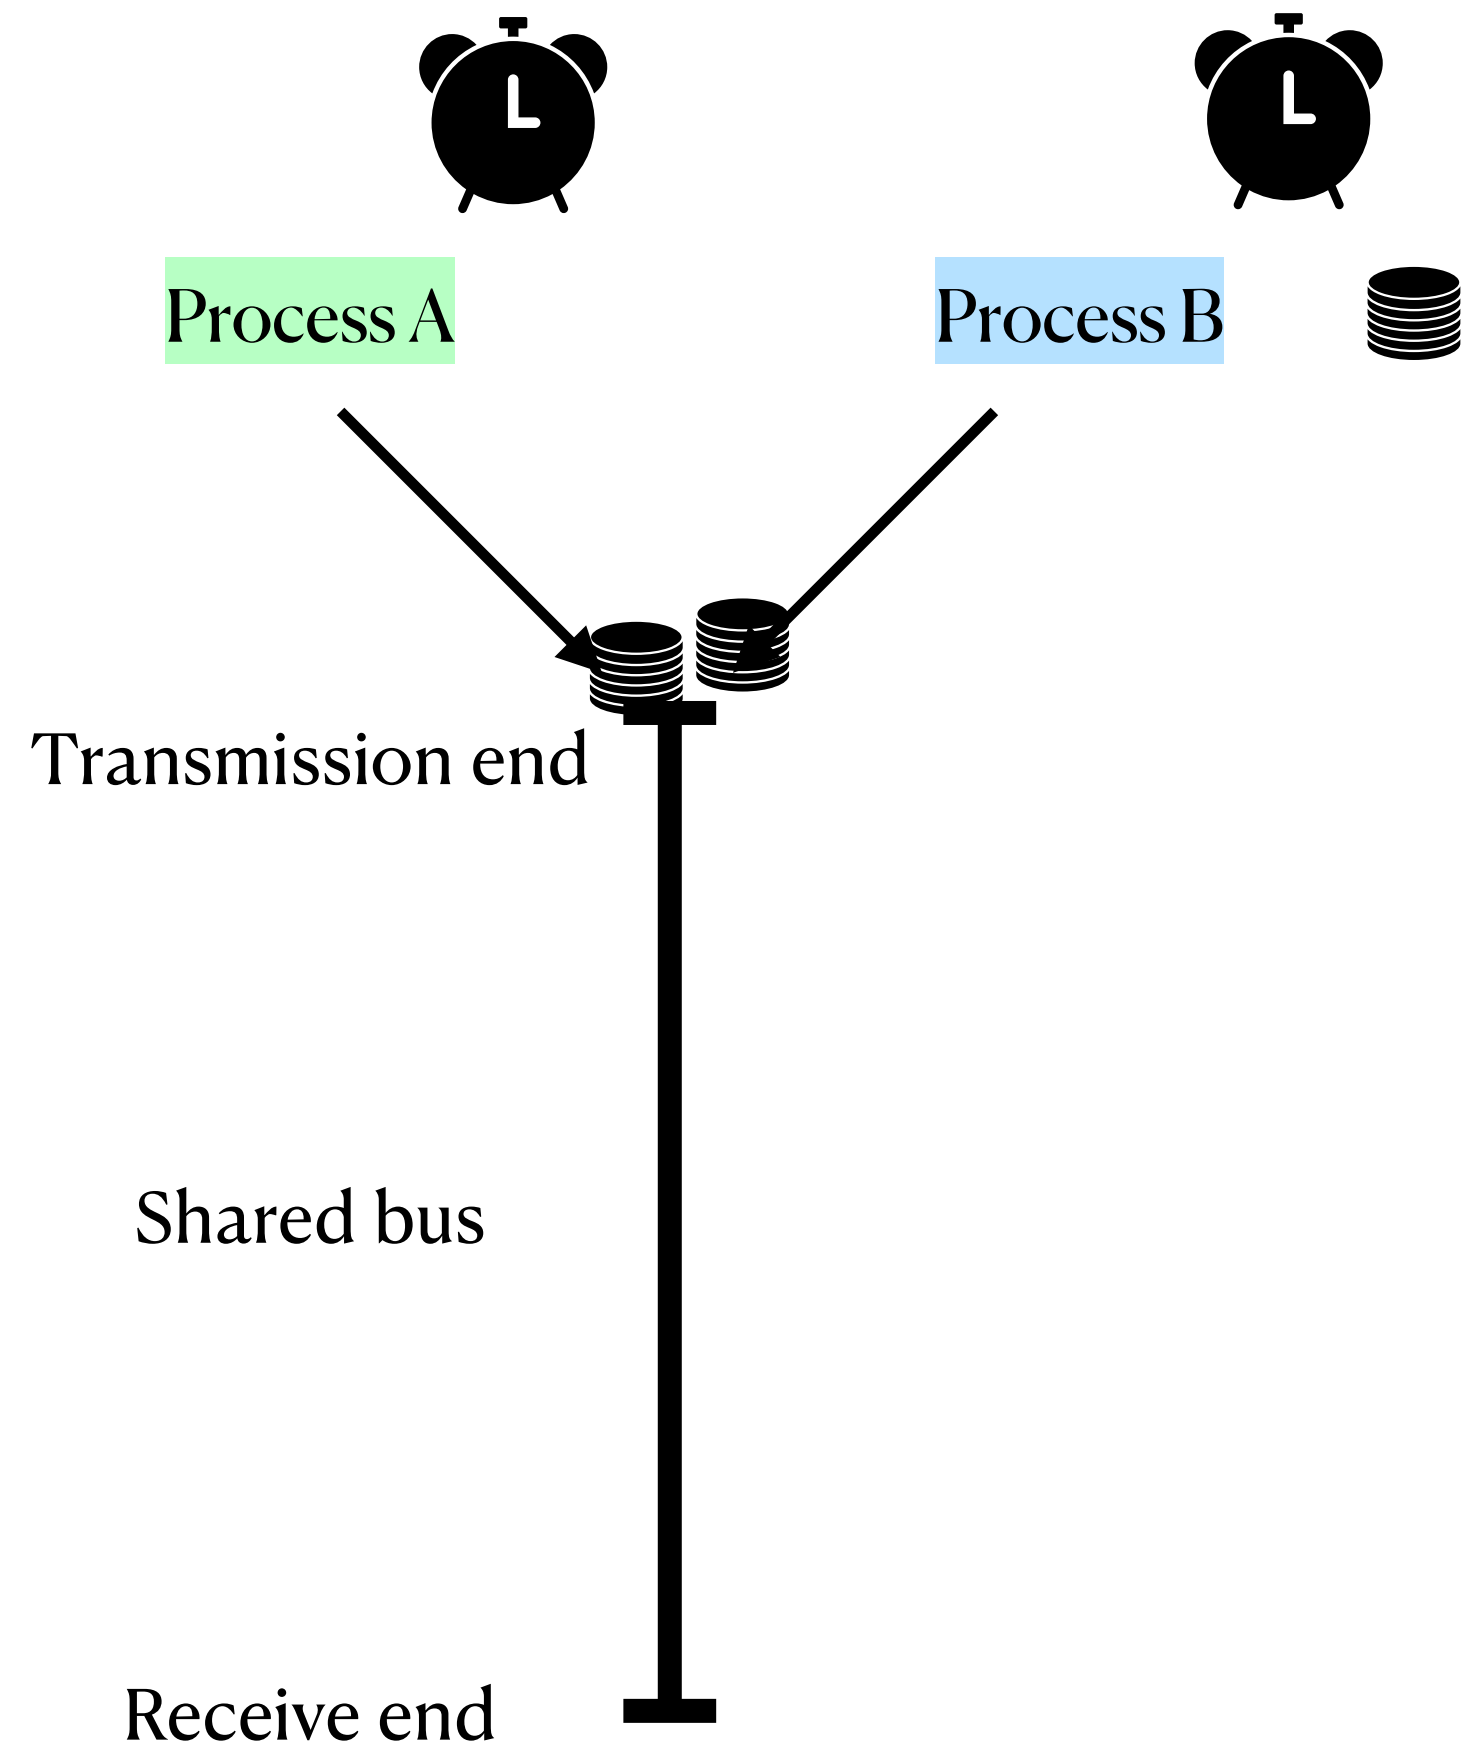 Process A
Process B
Transmission end
Shared bus
Receive end